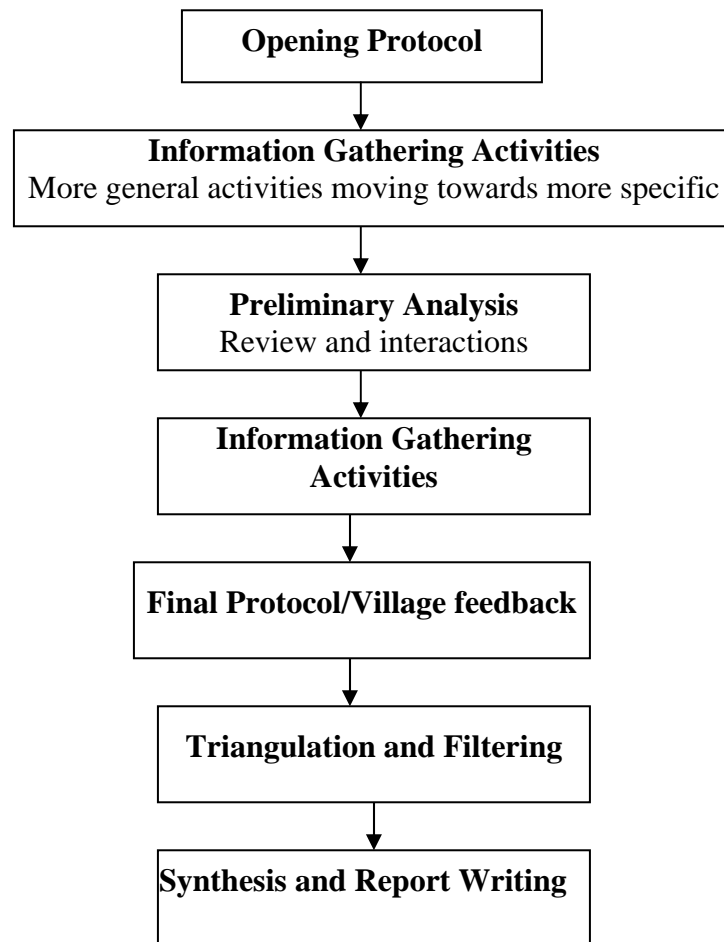 Opening Protocol
Information Gathering Activities
More general activities moving towards more specific
Preliminary Analysis
Review and interactions
Information Gathering
Activities
Final Protocol/Village feedback
Triangulation and Filtering
Synthesis and Report Writing